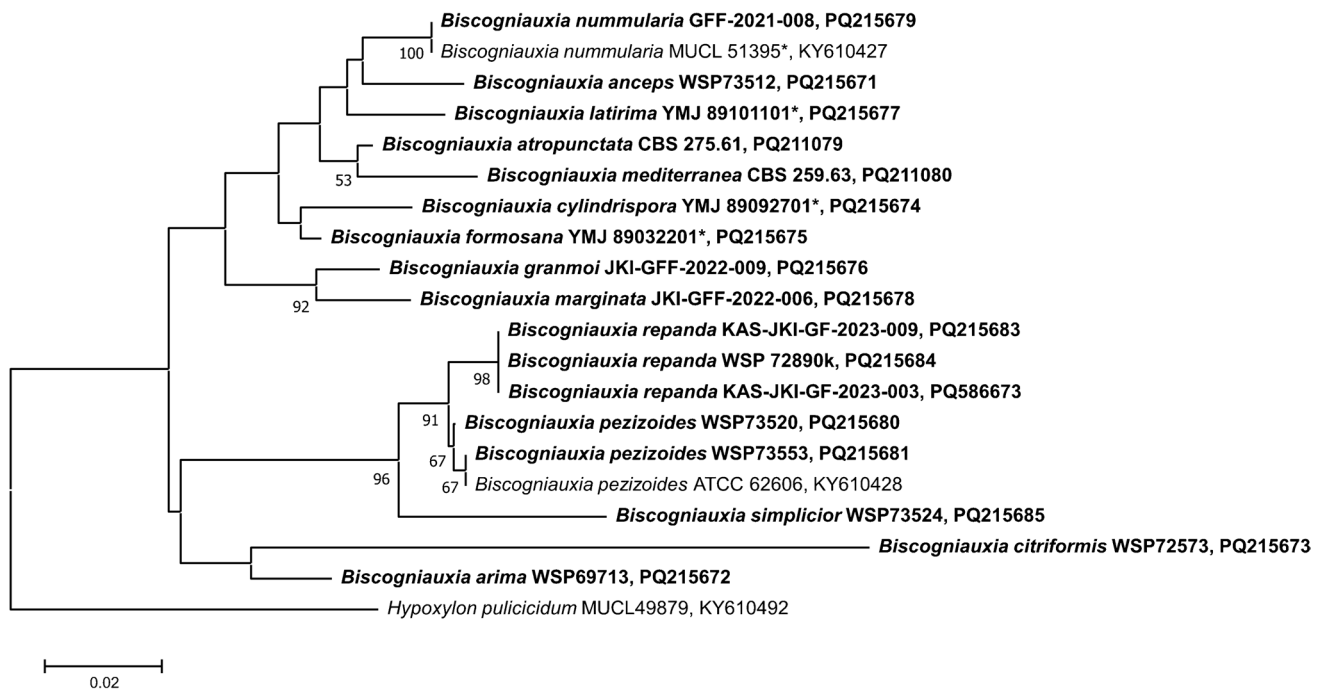 Biscogniauxia nummularia GFF-2021-008, PQ215679
100
Biscogniauxia nummularia MUCL 51395*, KY610427
Biscogniauxia anceps WSP73512, PQ215671
Biscogniauxia latirima YMJ 89101101*, PQ215677
Biscogniauxia atropunctata CBS 275.61, PQ211079
53
Biscogniauxia mediterranea CBS 259.63, PQ211080
Biscogniauxia cylindrispora YMJ 89092701*, PQ215674
Biscogniauxia formosana YMJ 89032201*, PQ215675
Biscogniauxia granmoi JKI-GFF-2022-009, PQ215676
92
Biscogniauxia marginata JKI-GFF-2022-006, PQ215678
Biscogniauxia repanda KAS-JKI-GF-2023-009, PQ215683
Biscogniauxia repanda WSP 72890k, PQ215684
98
Biscogniauxia repanda KAS-JKI-GF-2023-003, PQ586673
91
Biscogniauxia pezizoides WSP73520, PQ215680
67
Biscogniauxia pezizoides WSP73553, PQ215681
96
67
Biscogniauxia pezizoides ATCC 62606, KY610428
Biscogniauxia simplicior WSP73524, PQ215685
Biscogniauxia citriformis WSP72573, PQ215673
Biscogniauxia arima WSP69713, PQ215672
Hypoxylon pulicicidum MUCL49879, KY610492
0.02